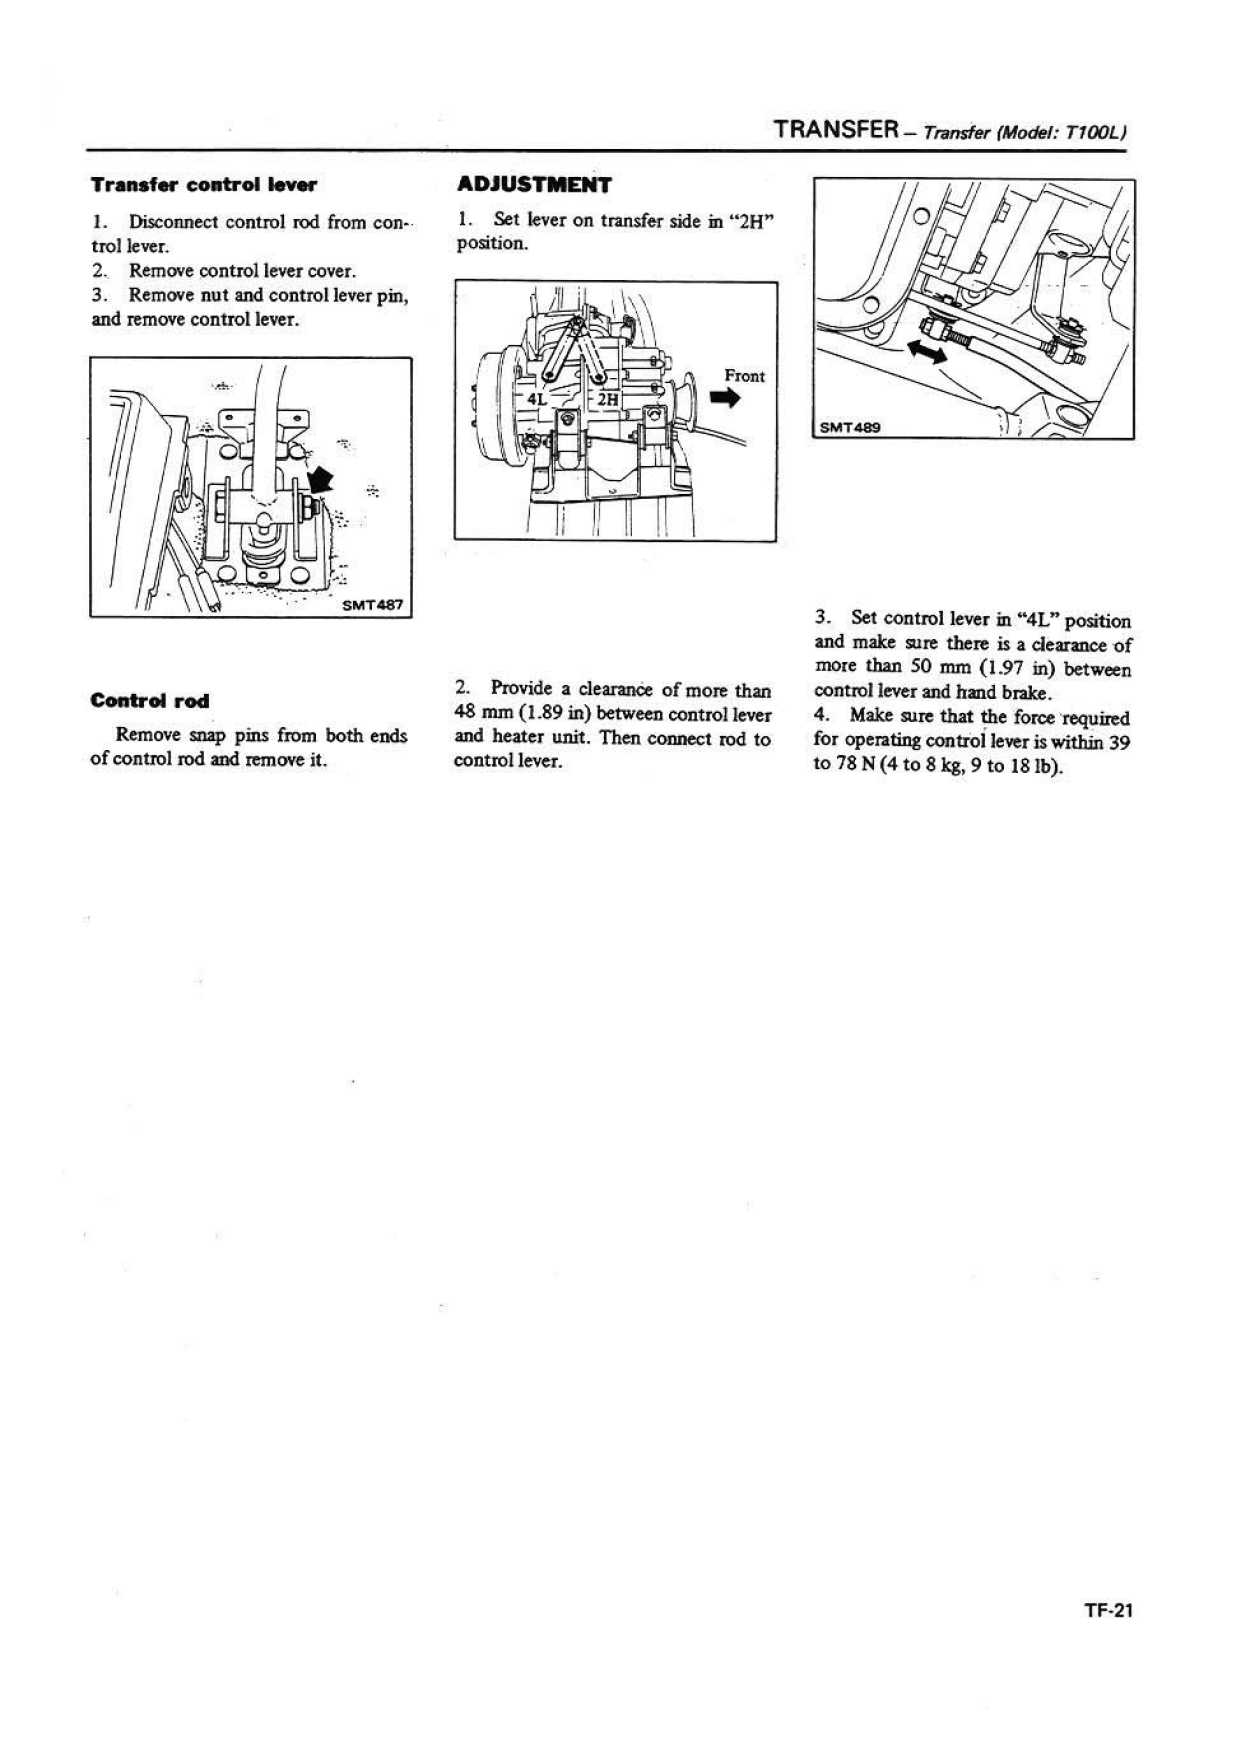 TRANSFER – Transfer (Model: T100L)
Transfer control lever
1. Disconnect control rod from con-
trol lever.
2. Remove control lever cover.
3. Remove nut and control lever pin,
and remove control lever.
SMT487
Control rod
Remove snap pins from both ends
of control rod and remove it.
ADJUSTMENT
1. Set lever on transfer side in “2H”
position.
Front
4L
2H
2. Provide a clearance of more than
48 mm (1.89 in) between control lever
and heater unit. Then connect rod to
control lever.
SMT489
3. Set control lever in “4L” position
and make sure there is a clearance of
more than 50 mm (1.97 in) between
control lever and hand brake.
4. Make sure that the force required
for operating control lever is within 39
to 78 N (4 to 8 kg, 9 to 18 lb).
TF-21